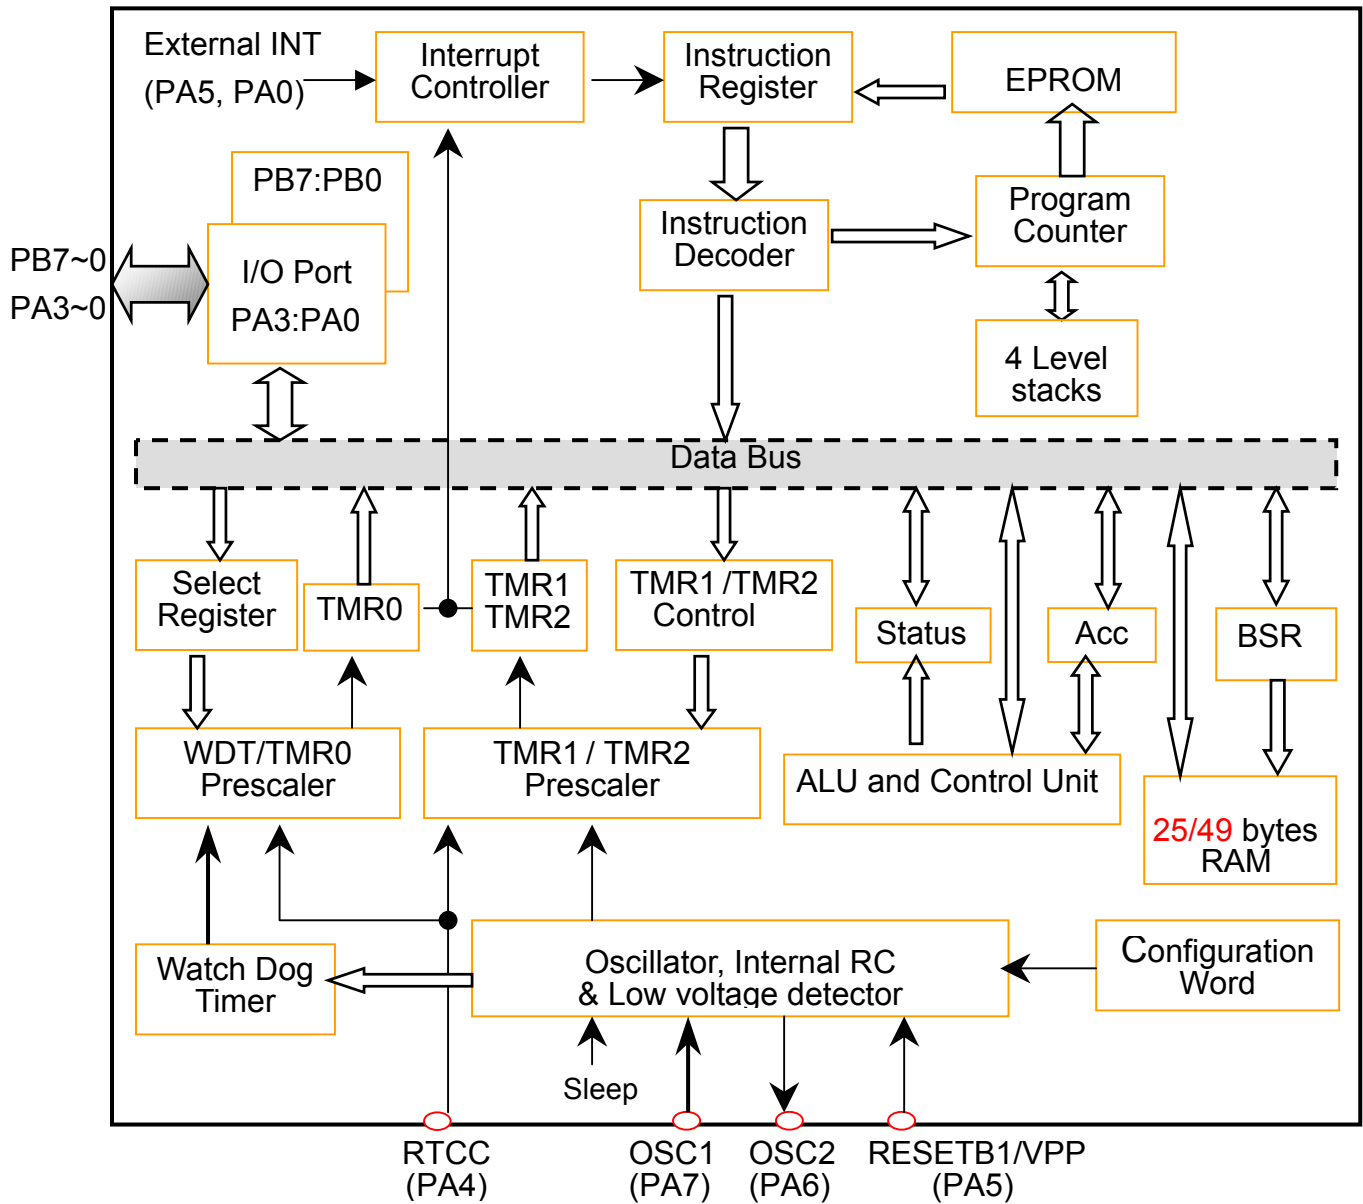 External INT
(PA5, PA0)
Interrupt
Controller
Instruction
Register
EPROM
PB7:PB0
I/O Port
PA3:PA0
PB7~0
PA3~0
Instruction
Decoder
Program
Counter
4 Level
stacks
Data Bus
Select
Register
TMR0
TMR1
TMR2
TMR1 /TMR2
Control
Status
Acc
BSR
WDT/TMR0
Prescaler
TMR1 / TMR2
Prescaler
ALU and Control Unit
25/49 bytes
RAM
Watch Dog
Timer
Oscillator, Internal RC
& Low voltage detector
Configuration
Word
Sleep
RTCC
(PA4)
OSC1
(PA7)
OSC2
(PA6)
RESETB1/VPP
(PA5)